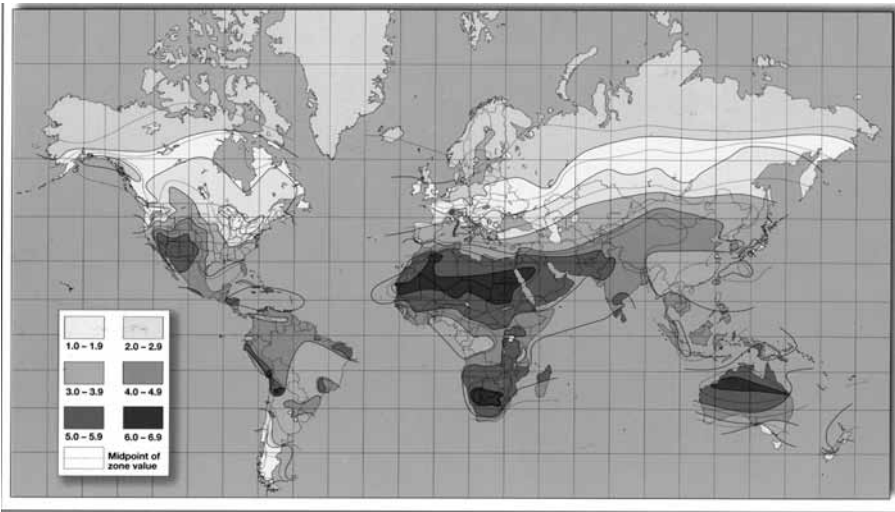 1.0 – 1.9 2.0 – 2.9
3.0 – 3.9 4.0 – 4.9
5.0 – 5.9 6.0 – 6.9
Midpoint of
zone value